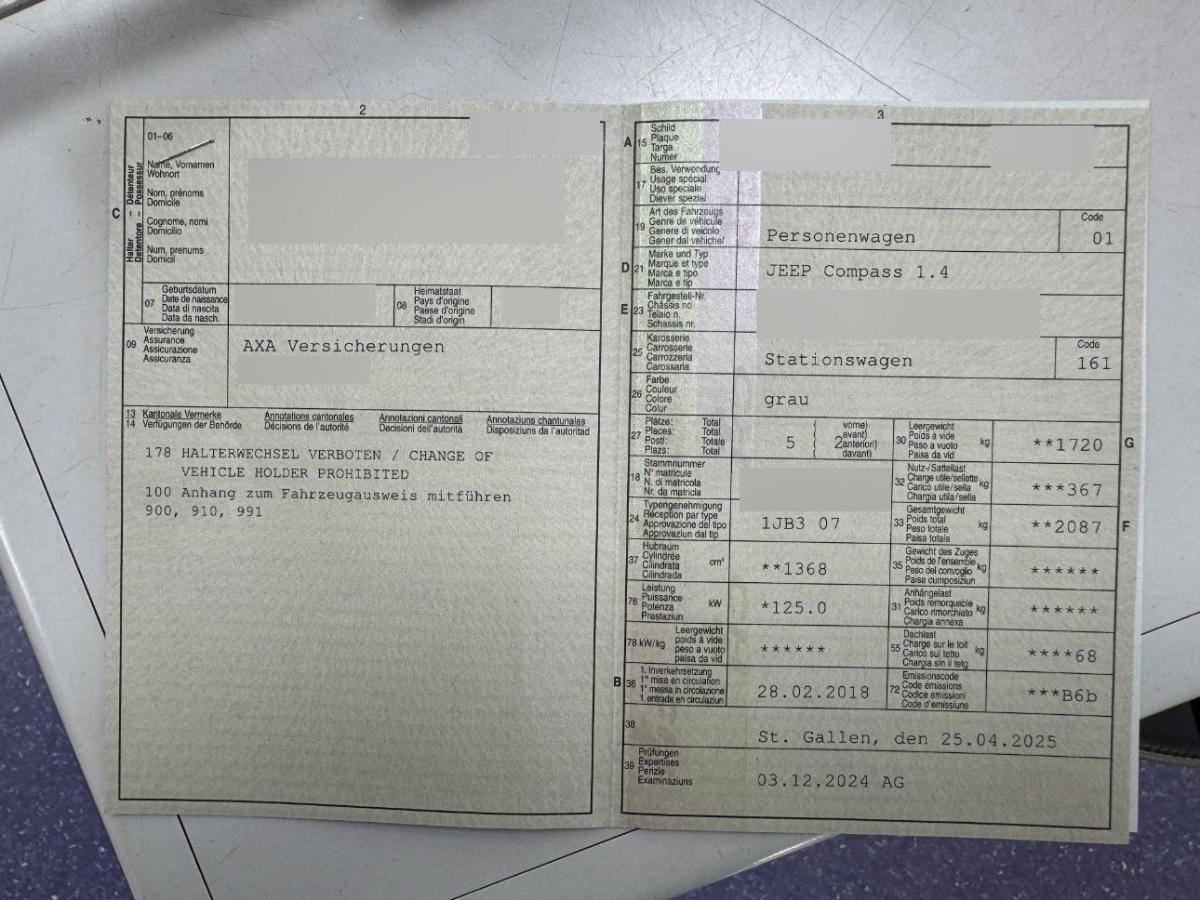 2
01–06
Name, Vornamen
Wohnort
Nom, prénoms
Domicile
Cognome, nomi
Domicilio
Num, prenums
Domicil
C
Halter – Détenteur
Detentore – Possessur
07
Geburtsdatum
Date de naissance
Data di nascita
Data da nasch.
08
Heimatstaat
Pays d'origine
Paese d'origine
Stadi d'origin
09
Versicherung
Assurance
Assicurazione
Assicuranza
AXA Versicherungen
13 Kantonale Vermerke Annotations cantonales Annotazioni cantonali Annotaziuns chantunalas
14 Verfügungen der Behörde Décisions de l'autorité Decisioni dell'autorità Disposiziuns da l'autoritad
178 HALTERWECHSEL VERBOTEN / CHANGE OF
VEHICLE HOLDER PROHIBITED
100 Anhang zum Fahrzeugausweis mitführen
900, 910, 991
3
A 15
Schild
Plaque
Targa
Numer
17
Bes. Verwendung
Usage spécial
Uso speciale
Diever spezial
19
Art des Fahrzeugs
Genre de véhicule
Genere di veicolo
Gener dal vehichel
Personenwagen
Code
01
D 21
Marke und Typ
Marque et type
Marca e tipo
Marca e tip
JEEP Compass 1.4
E 23
Fahrgestell-Nr.
Châssis no
Telaio n.
Schassis nr.
25
Karosserie
Carrosserie
Carrozzeria
Carossaria
Stationswagen
Code
161
26
Farbe
Couleur
Colore
Colur
grau
27
Plätze: Total
Places: Total
Posti: Totale
Plazs: Total
5
( vorne)
( avant)
2 anteriori)
( davant)
30
Leergewicht
Poids à vide
Peso a vuoto
Paisa da vid
kg
**1720
G
18
Stammnummer
N° matricule
N. di matricola
Nr. da matricla
32
Nutz-/Sattellast
Charge utile/sellette
Carico utile/sella
Chargia utila/sella
kg
***367
24
Typengenehmigung
Réception par type
Approvazione del tipo
Approvaziun dal tip
1JB3 07
33
Gesamtgewicht
Poids total
Peso totale
Paisa totala
kg
**2087
F
37
Hubraum
Cylindrée
Cilindrata
Cilindrada
cm³
**1368
35
Gewicht des Zuges
Poids de l'ensemble
Peso del convoglio
Paisa cumposiziun
kg
******
76
Leistung
Puissance
Potenza
Prestaziun
kW
*125.0
31
Anhängelast
Poids remorquable
Carico rimorchiato
Chargia annexa
kg
******
78 kW/kg
Leergewicht
poids à vide
peso a vuoto
paisa da vid
******
55
Dachlast
Charge sur le toit
Carico sul tetto
Chargia sin il tetg
kg
****68
B 36
1. Inverkehrsetzung
1re mise en circulation
1a messa in circolazione
1. entrada en circulaziun
28.02.2018
72
Emissionscode
Code émissions
Codice emissioni
Code d'emissiuns
***B6b
38
St. Gallen, den 25.04.2025
39
Prüfungen
Expertises
Perizie
Examinaziuns
03.12.2024 AG